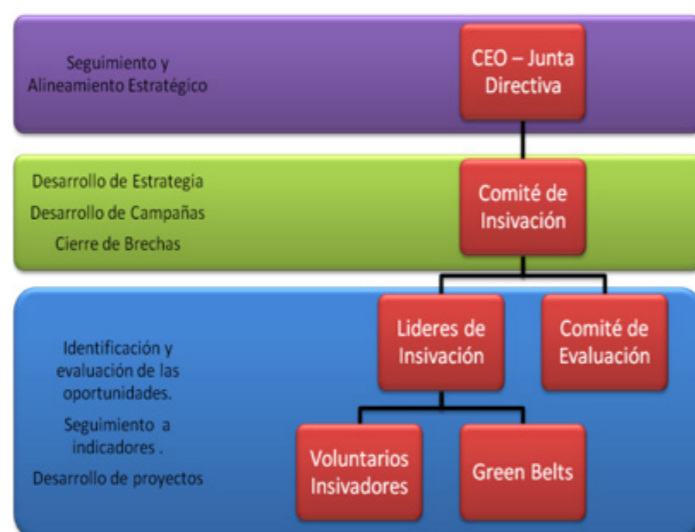 Seguimiento y
Alineamiento Estratégico
CEO – Junta
Directiva
Desarrollo de Estrategia
Desarrollo de Campañas
Cierre de Brechas
Comité de
Insivación
Identificación y
evaluación de las
oportunidades.
Seguimiento a
indicadores .
Desarrollo de proyectos
Lideres de
Insivación
Comité de
Evaluación
Voluntarios
Insivadores
Green Belts